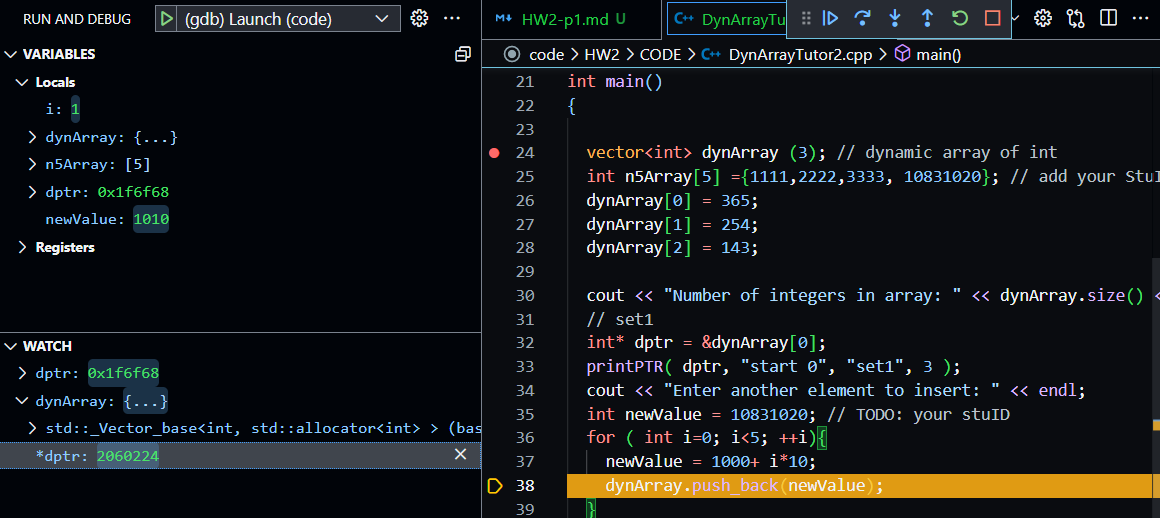 RUN AND DEBUG
(gdb) Launch (code)
VARIABLES
Locals
i: 1
dynArray: {...}
n5Array: [5]
dptr: 0x1f6f68
newValue: 1010
Registers
WATCH
dptr: 0x1f6f68
dynArray: {...}
std::_Vector_base<int, std::allocator<int> > (bas
*dptr: 2060224
HW2-p1.md U
DynArrayTu
code > HW2 > CODE > DynArrayTutor2.cpp > main()
21 int main()
22 {
23
24 vector<int> dynArray (3); // dynamic array of int
25 int n5Array[5] ={1111,2222,3333, 10831020}; // add your StuI
26 dynArray[0] = 365;
27 dynArray[1] = 254;
28 dynArray[2] = 143;
29
30 cout << "Number of integers in array: " << dynArray.size() <
31 // set1
32 int* dptr = &dynArray[0];
33 printPTR( dptr, "start 0", "set1", 3 );
34 cout << "Enter another element to insert: " << endl;
35 int newValue = 10831020; // TODO: your stuID
36 for ( int i=0; i<5; ++i){
37 newValue = 1000+ i*10;
38 dynArray.push_back(newValue);
39 }